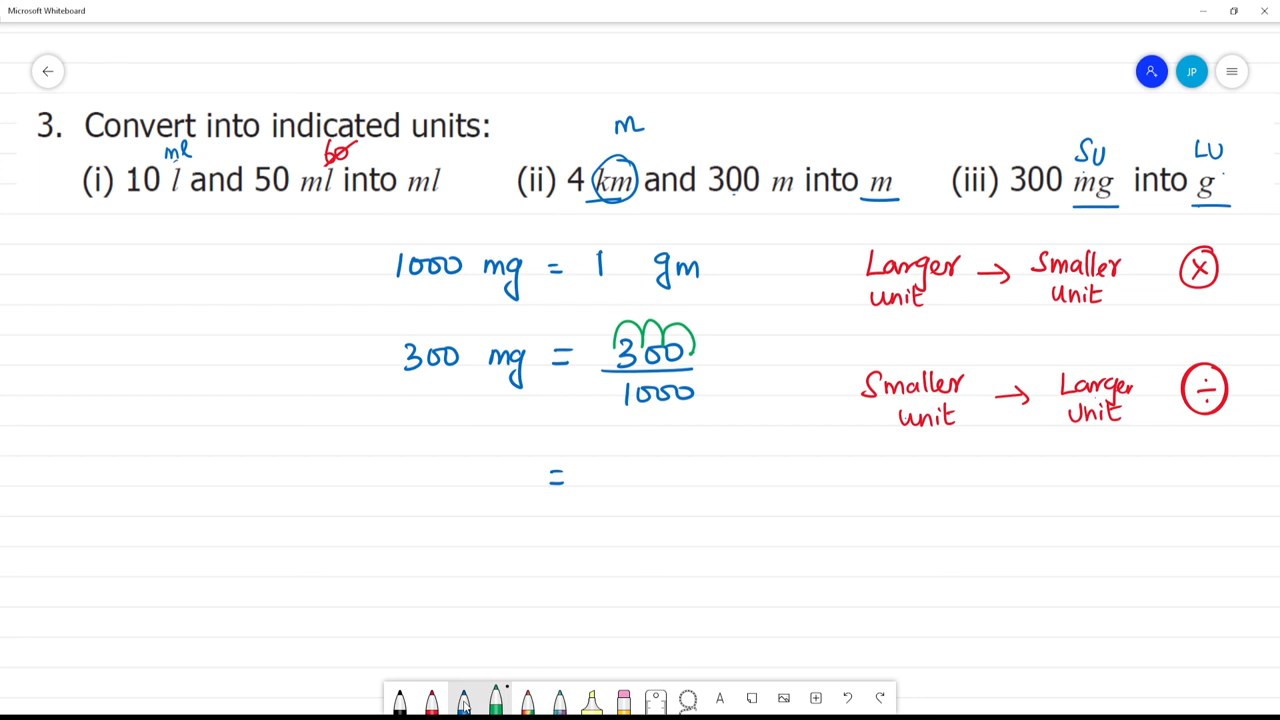 Microsoft Whiteboard
JP
3. Convert into indicated units:
m
ml
SU
LU
(i) 10 l and 50 ml into ml
(ii) 4 km and 300 m into m
(iii) 300 mg into g
1000 mg = 1 gm
Larger unit → Smaller unit ×
300 mg = 300
1000
Smaller unit → Larger unit ÷
=
A